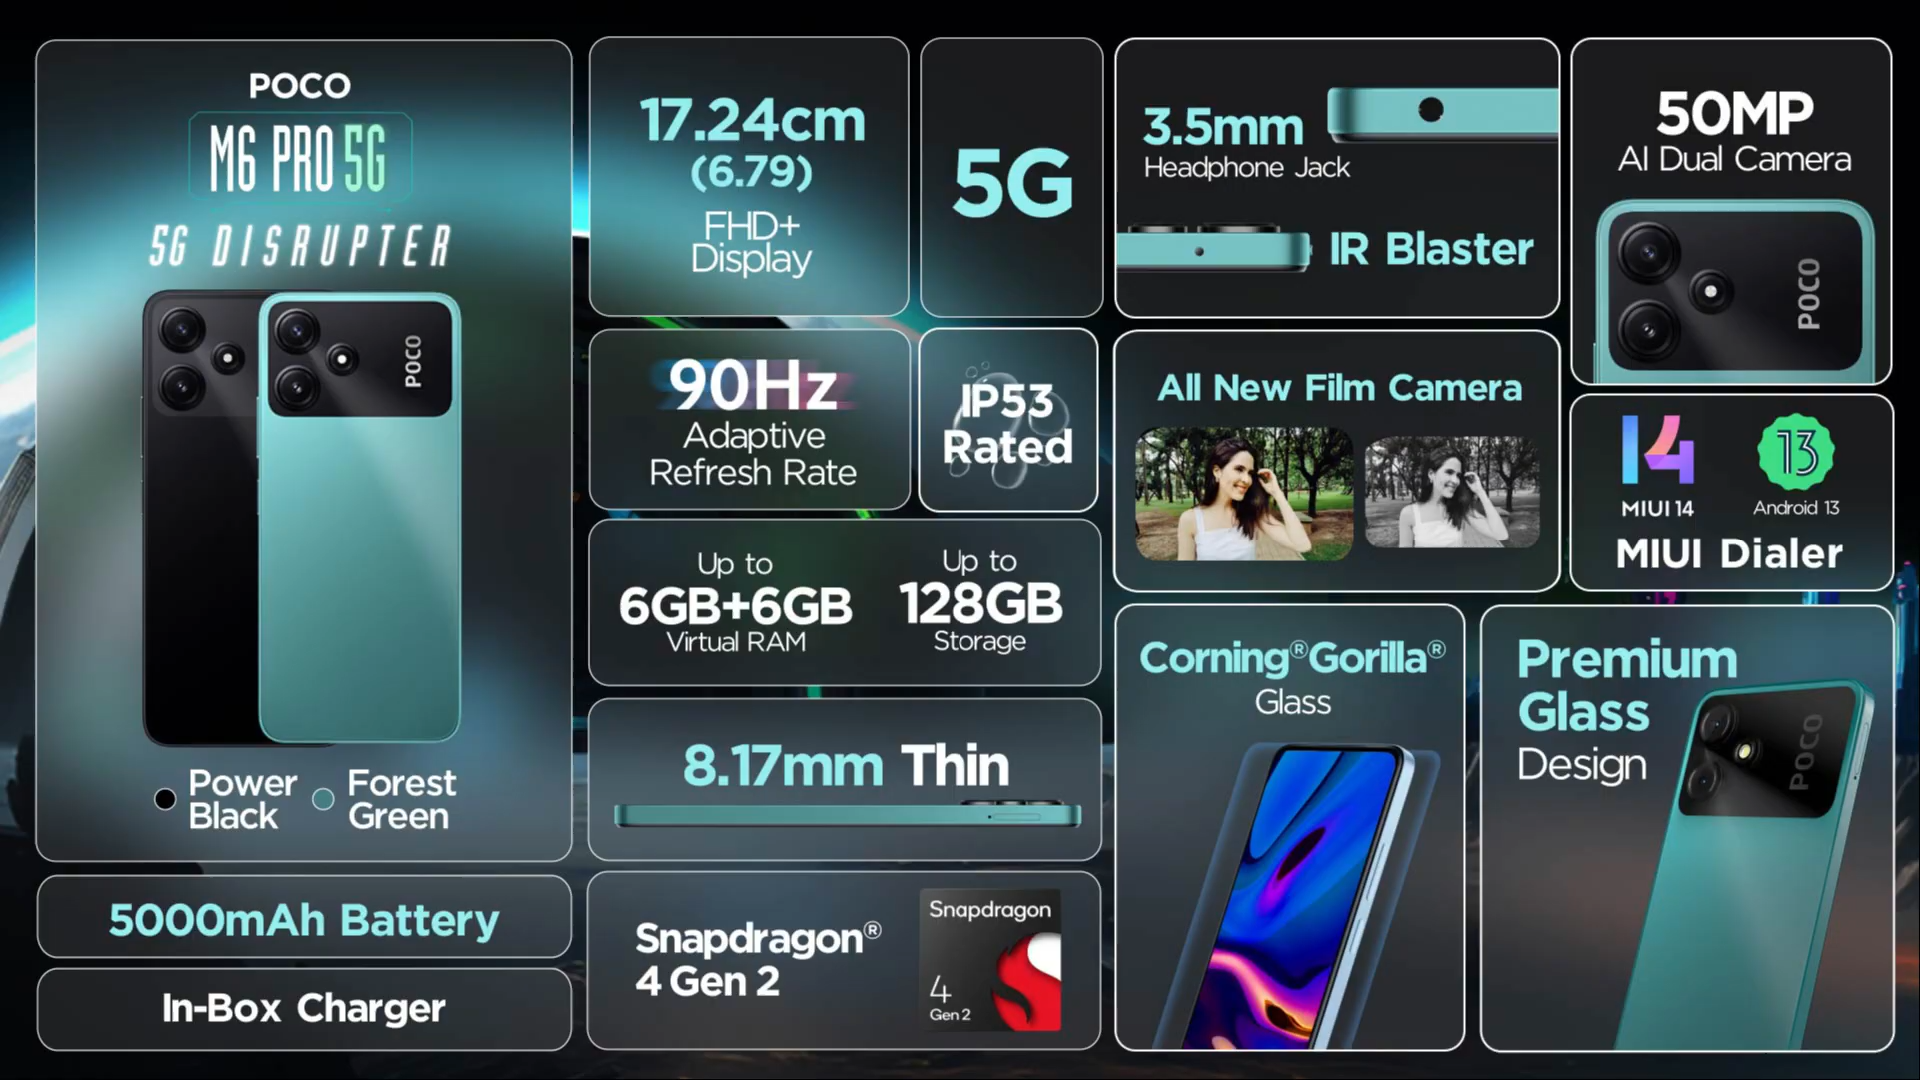 POCO
M6 PRO 5G
5G DISRUPTER
POCO
Power
Black
Forest
Green
5000mAh Battery
In-Box Charger
17.24cm
(6.79)
FHD+
Display
5G
90Hz
Adaptive
Refresh Rate
IP53
Rated
Up to
6GB+6GB
Virtual RAM
Up to
128GB
Storage
8.17mm Thin
Snapdragon®
4 Gen 2
Snapdragon
4
Gen 2
3.5mm
Headphone Jack
IR Blaster
All New Film Camera
50MP
AI Dual Camera
POCO
14
MIUI 14
13
Android 13
MIUI Dialer
Corning®Gorilla®
Glass
Premium
Glass
Design
POCO